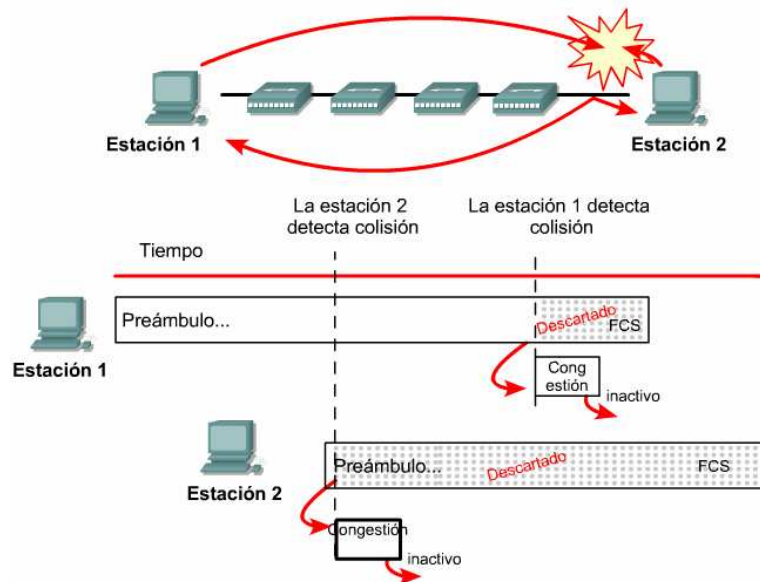 Estación 1
Estación 2
La estación 2
detecta colisión
La estación 1 detecta
colisión
Tiempo
Preámbulo...
Descartado
FCS
Estación 1
Cong
estión
inactivo
Preámbulo...
Descartado
FCS
Estación 2
Congestión
inactivo